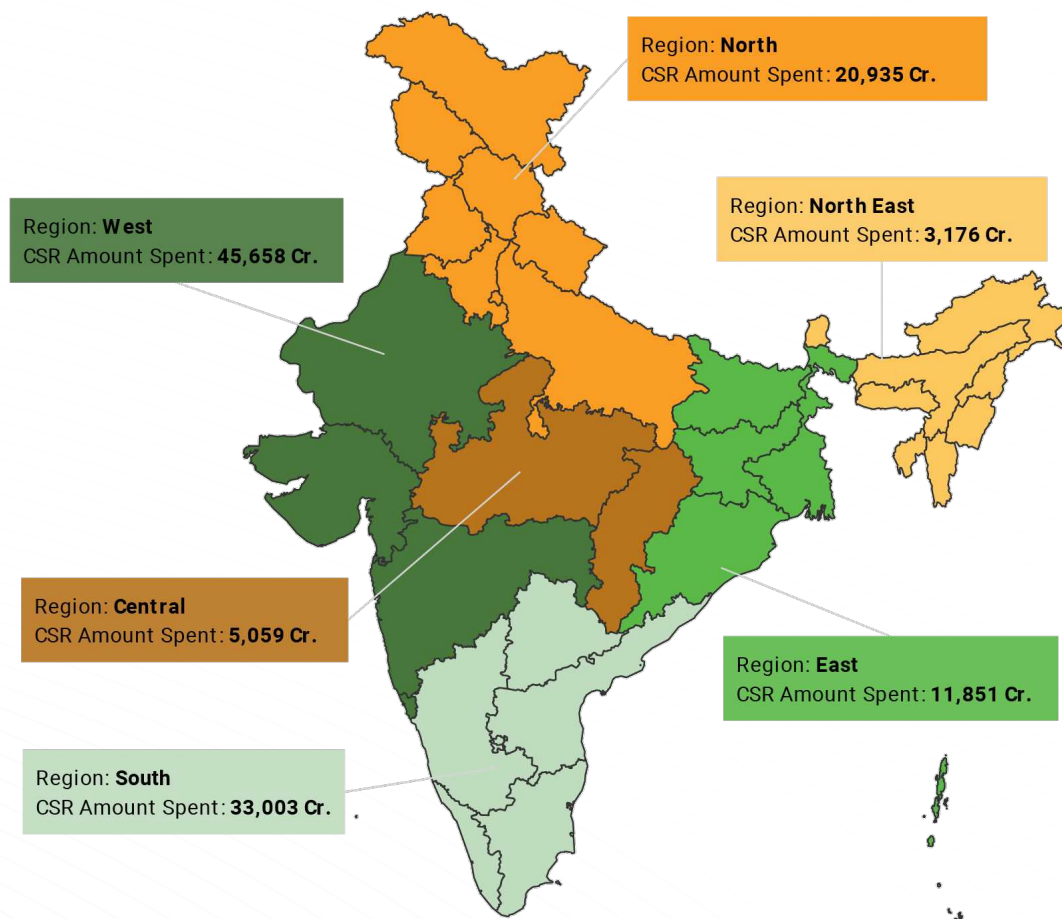 Region: North
CSR Amount Spent: 20,935 Cr.
Region: West
CSR Amount Spent: 45,658 Cr.
Region: North East
CSR Amount Spent: 3,176 Cr.
Region: Central
CSR Amount Spent: 5,059 Cr.
Region: East
CSR Amount Spent: 11,851 Cr.
Region: South
CSR Amount Spent: 33,003 Cr.